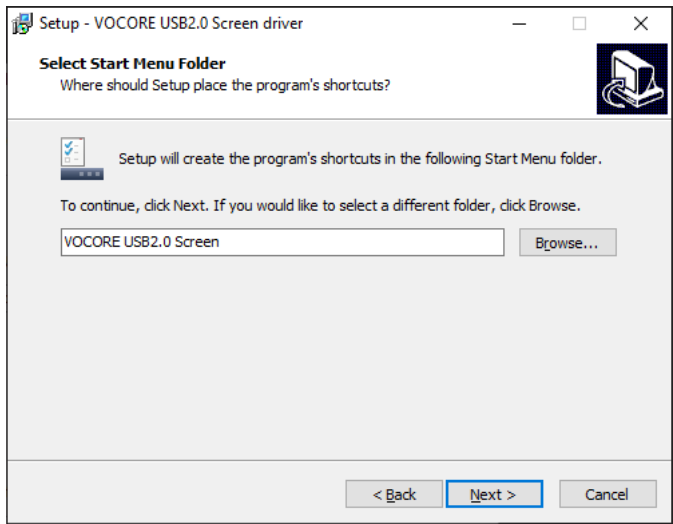 Setup - VOCORE USB2.0 Screen driver
Select Start Menu Folder
Where should Setup place the program's shortcuts?
Setup will create the program's shortcuts in the following Start Menu folder.
To continue, click Next. If you would like to select a different folder, click Browse.
VOCORE USB2.0 Screen
Browse...
< Back
Next >
Cancel